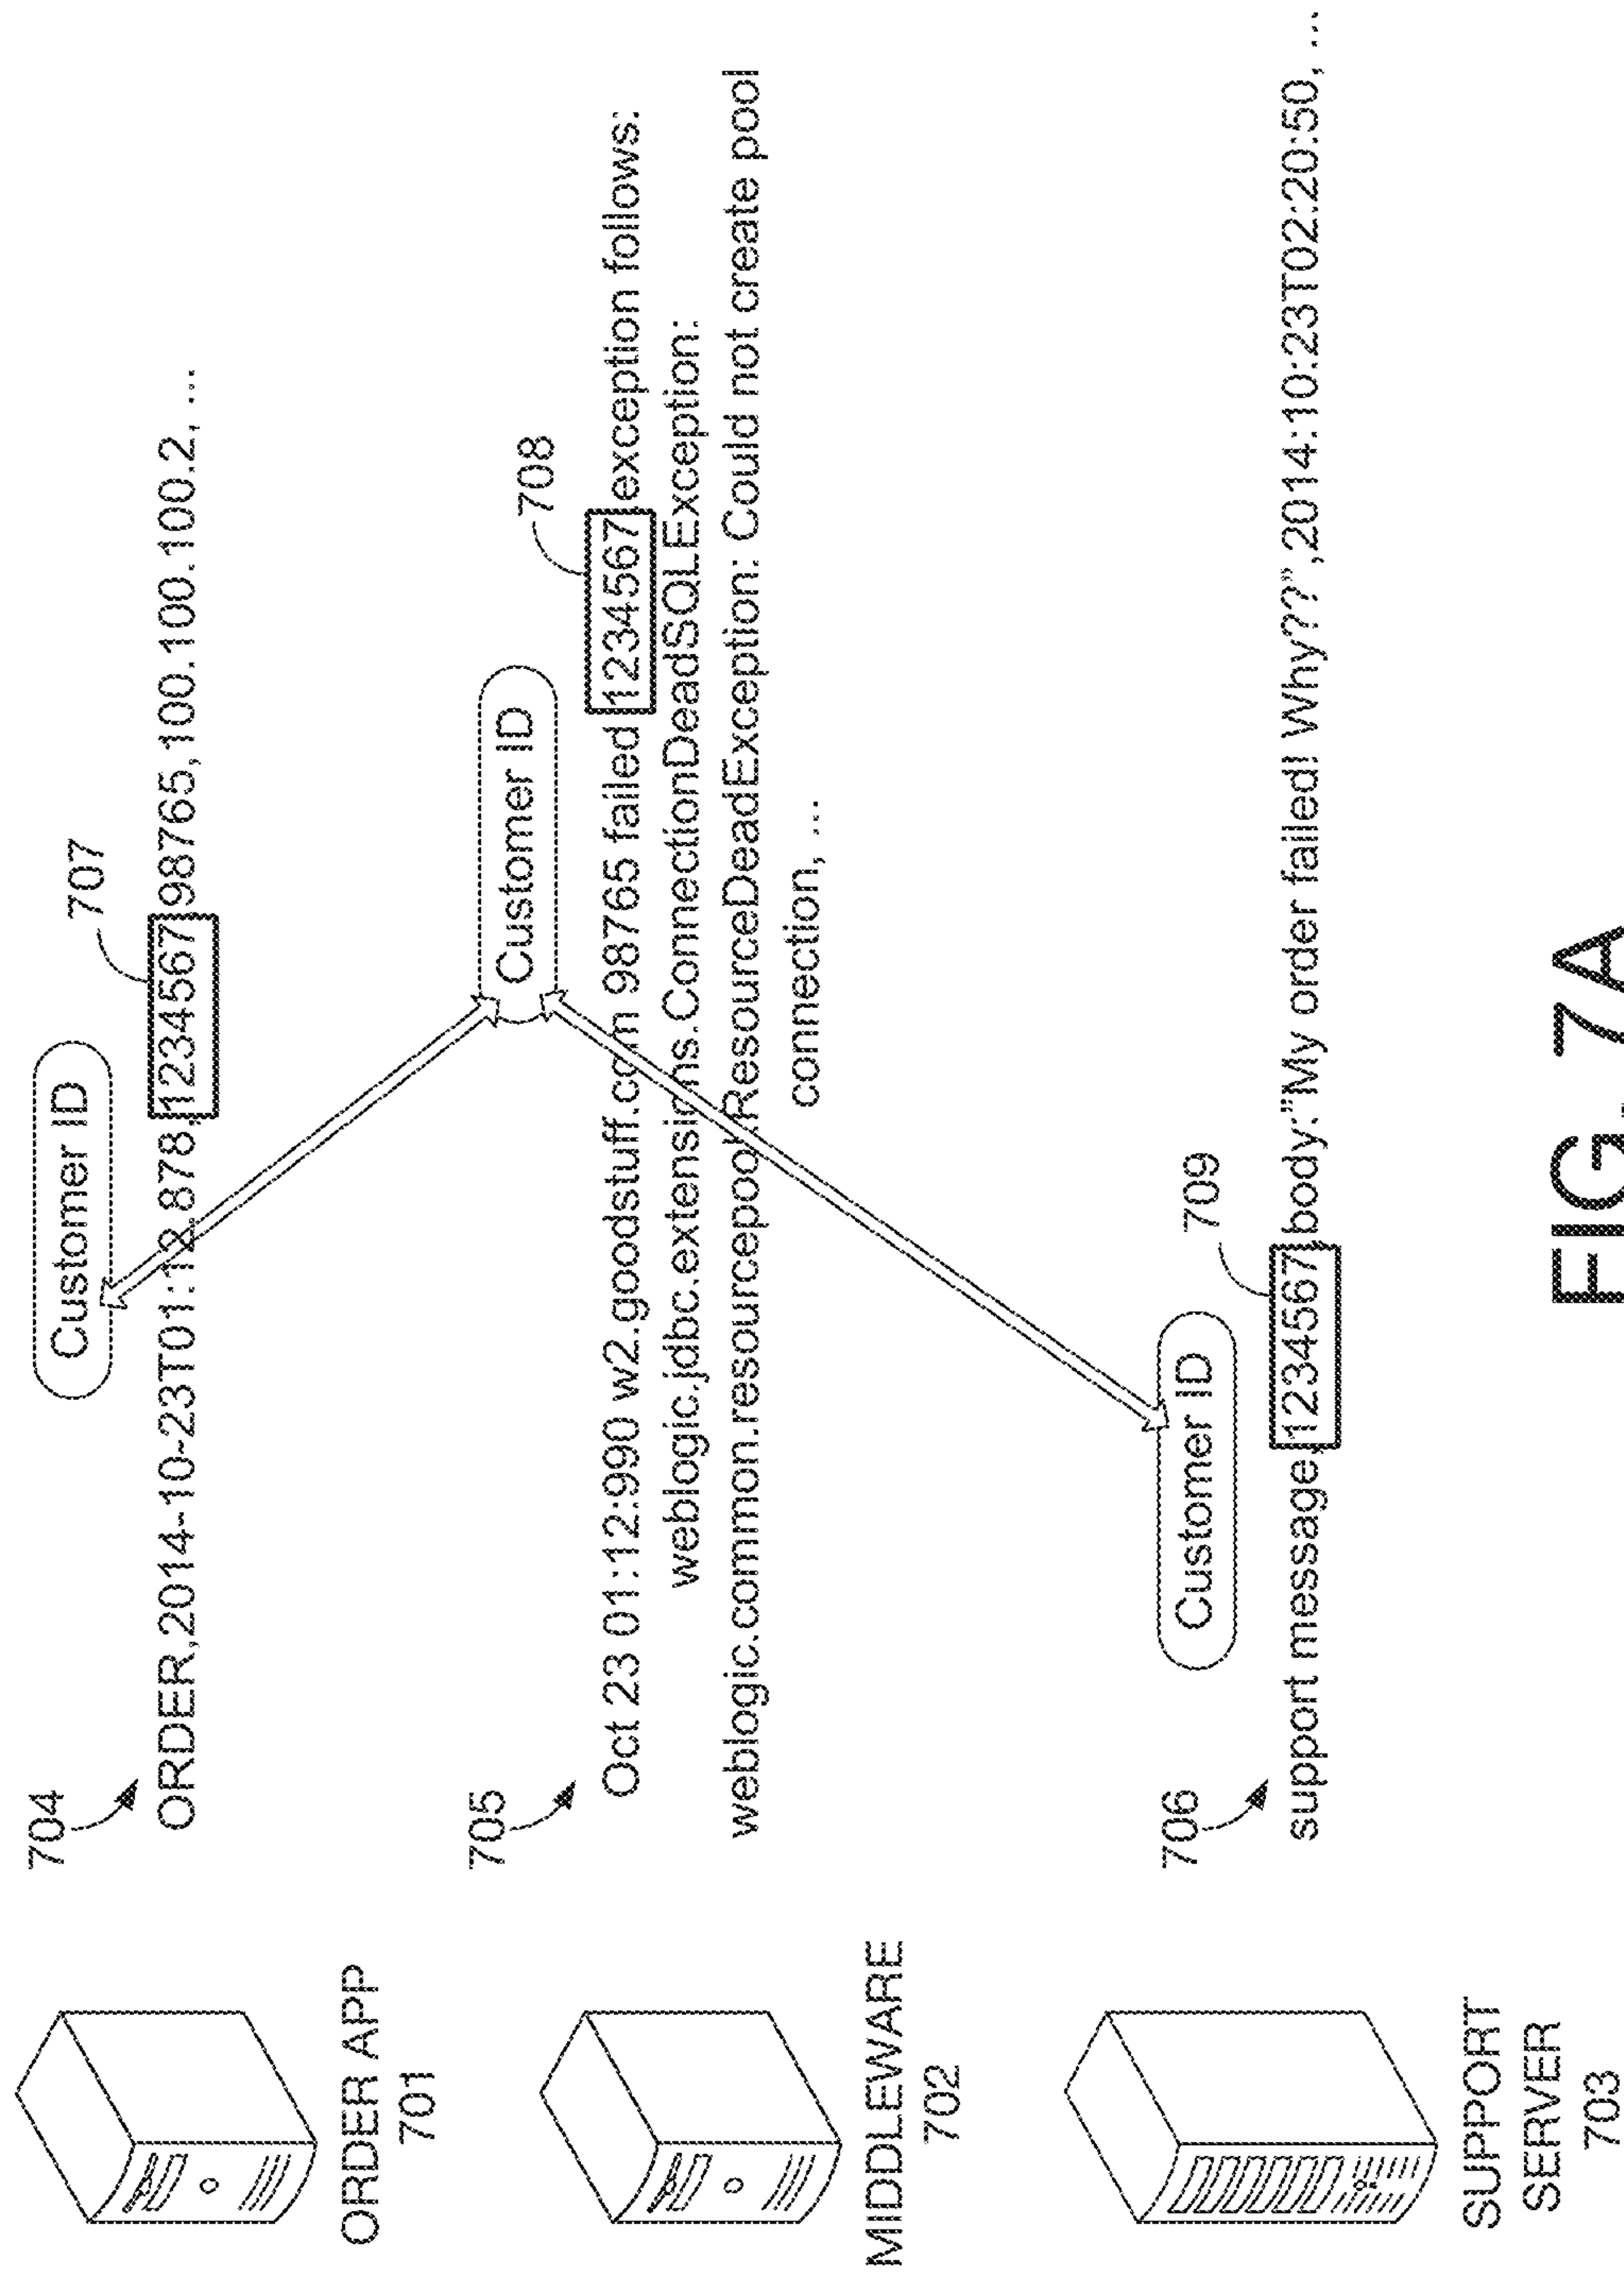 704
Customer ID
707
ORDER,2014-10-23T01:12.878,1234567,98765,100.100.100.2, ...
ORDER APP
701
705
Customer ID
708
Oct 23 01:12:990 w2.goodstuff.com 98765 failed 1234567,exception follows:
weblogic.jdbc.extensions.ConnectionDeadSQLException:
weblogic.common.resourcepool.ResourceDeadException: Could not create pool
connection, ...
MIDDLEWARE
702
706
Customer ID
709
support message,1234567,body:"My order failed! Why??",2014:10:23T02:20:50, ...
SUPPORT
SERVER
703
FIG. 7A